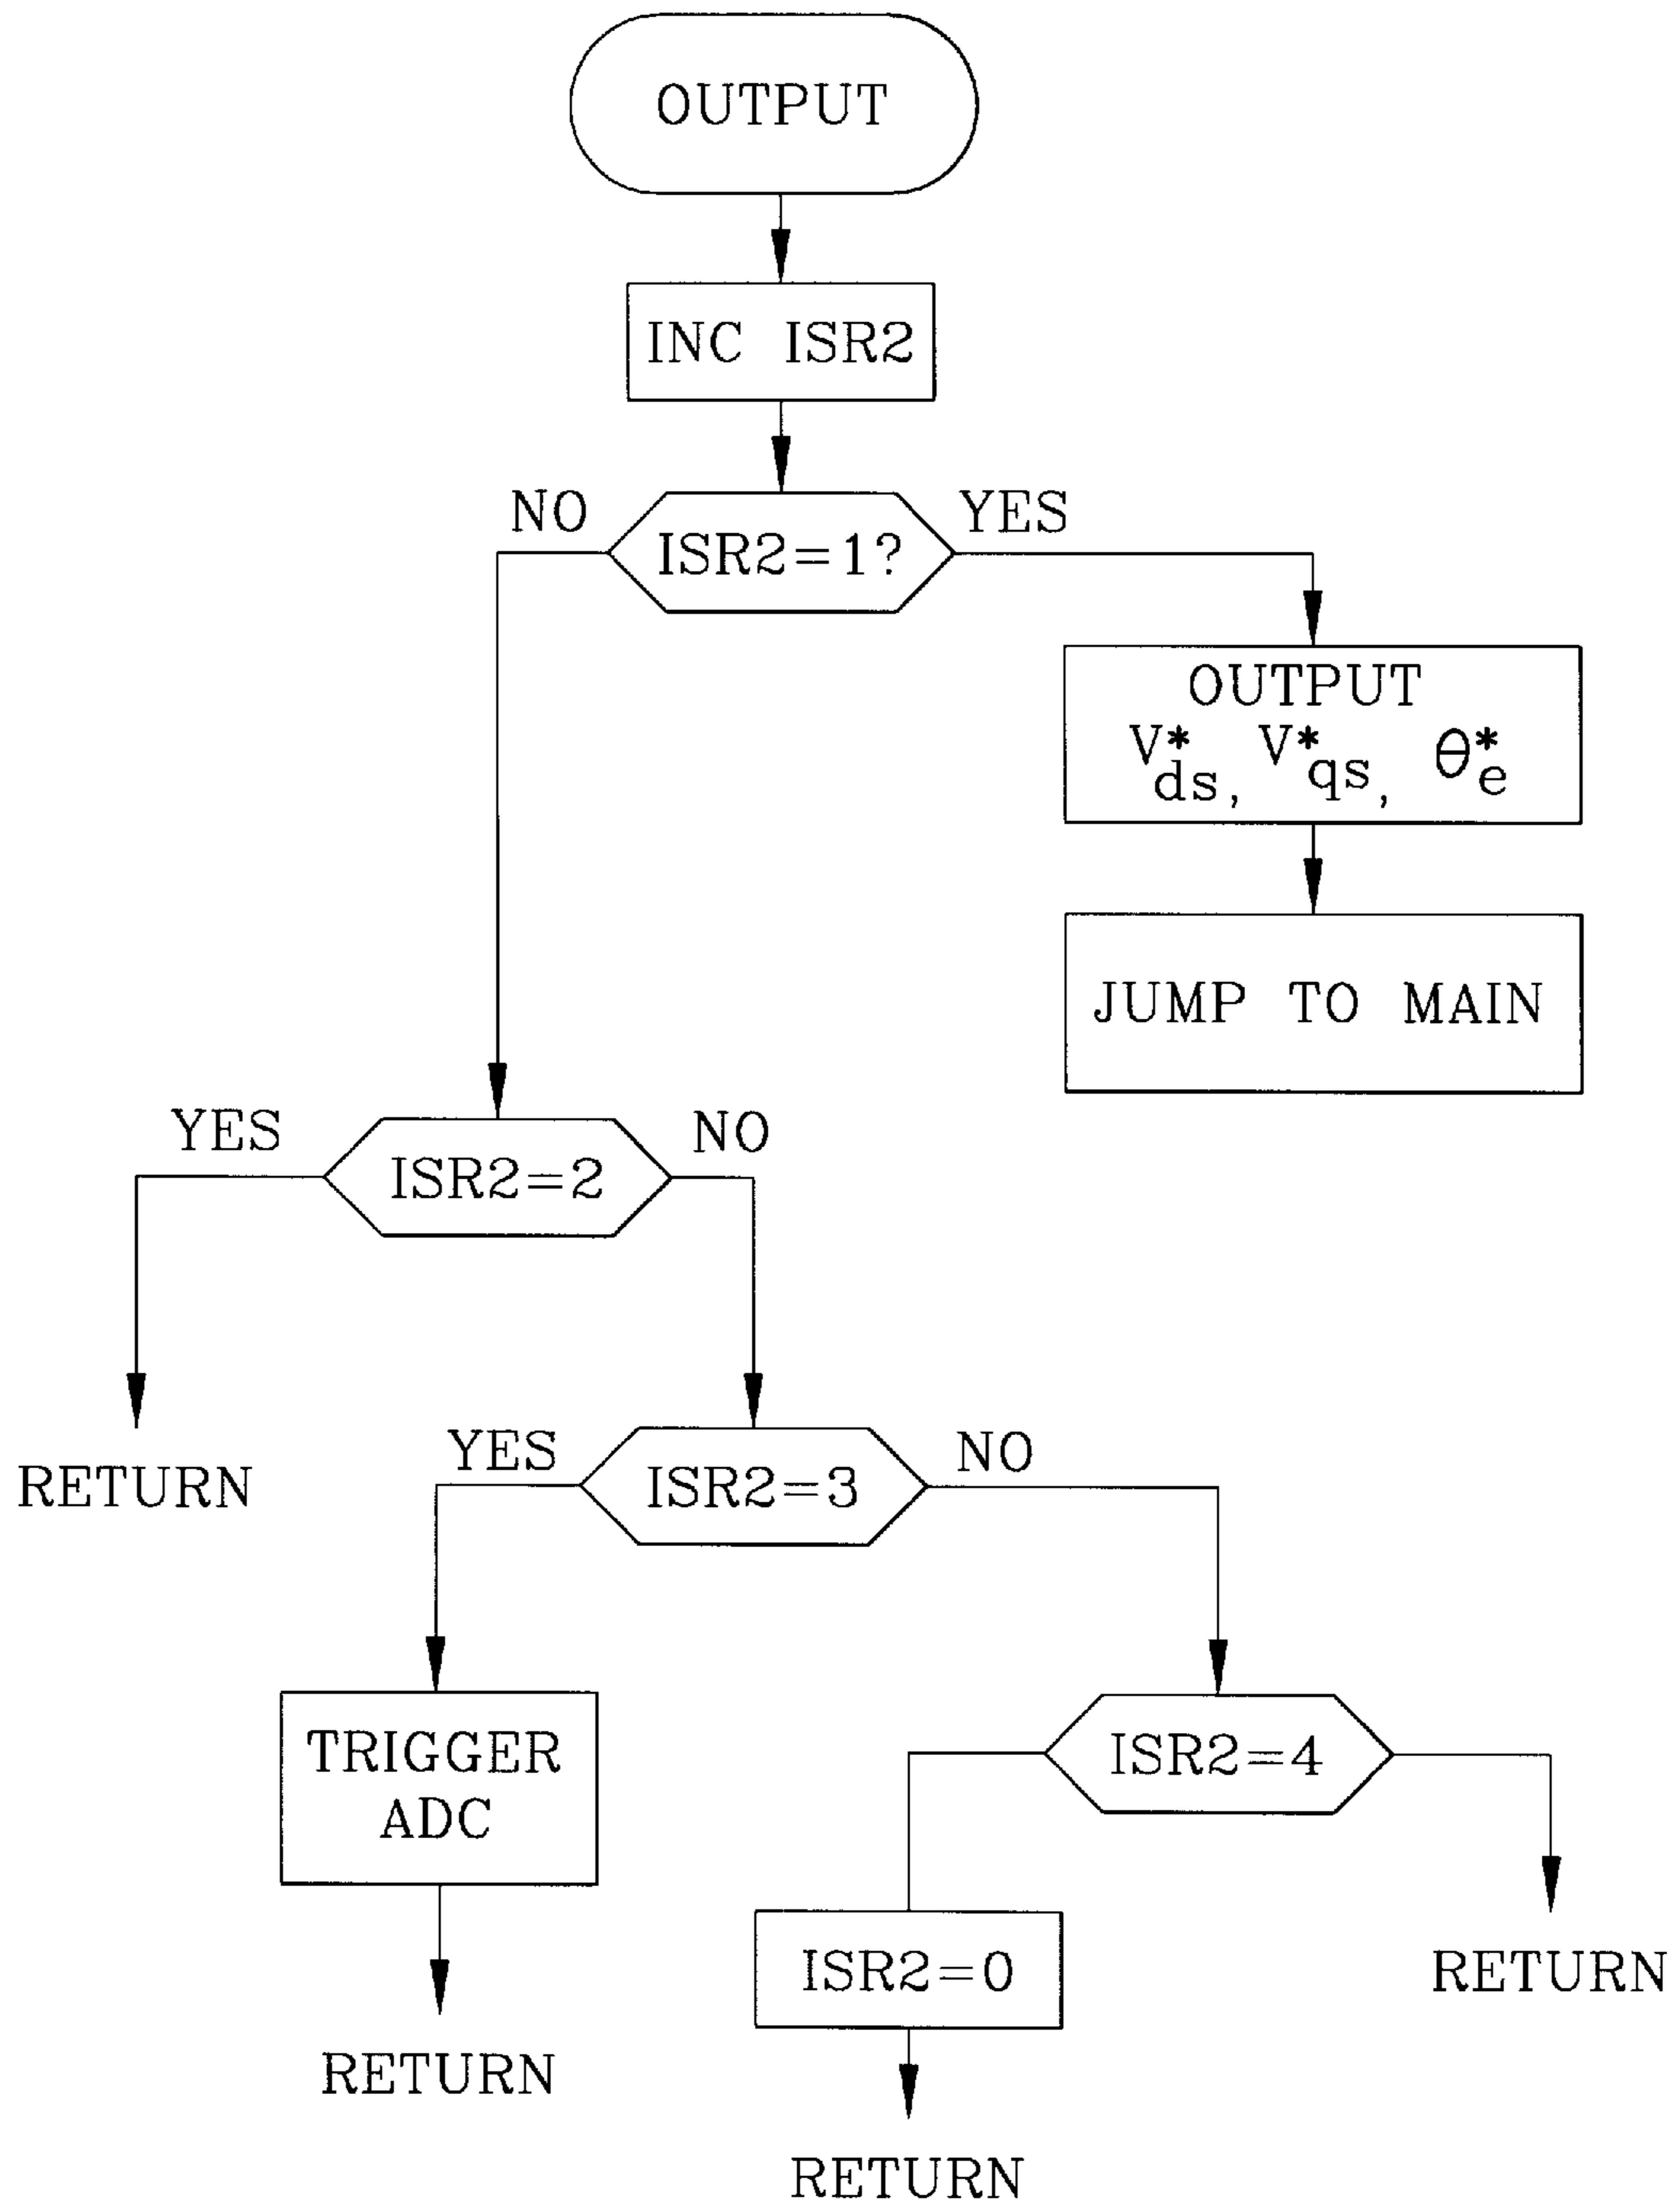 OUTPUT
INC ISR2
NO
YES
ISR2=1?
OUTPUT
V*ds, V*qs, θ*e
JUMP TO MAIN
YES
NO
ISR2=2
RETURN
YES
NO
ISR2=3
TRIGGER
ADC
ISR2=4
ISR2=0
RETURN
RETURN
RETURN